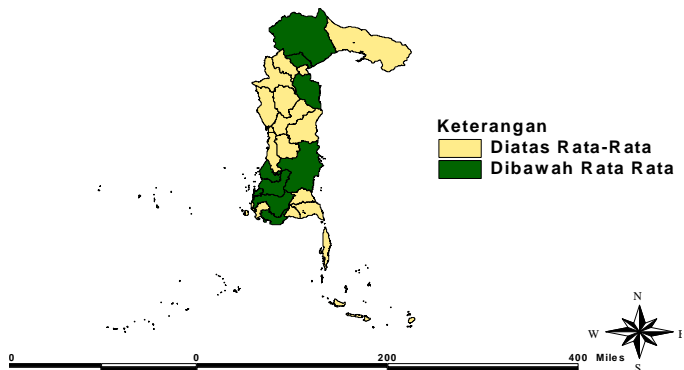 Keterangan
Diatas Rata-Rata
Dibawah Rata Rata
N
W E
S
0 0 200 400 Miles